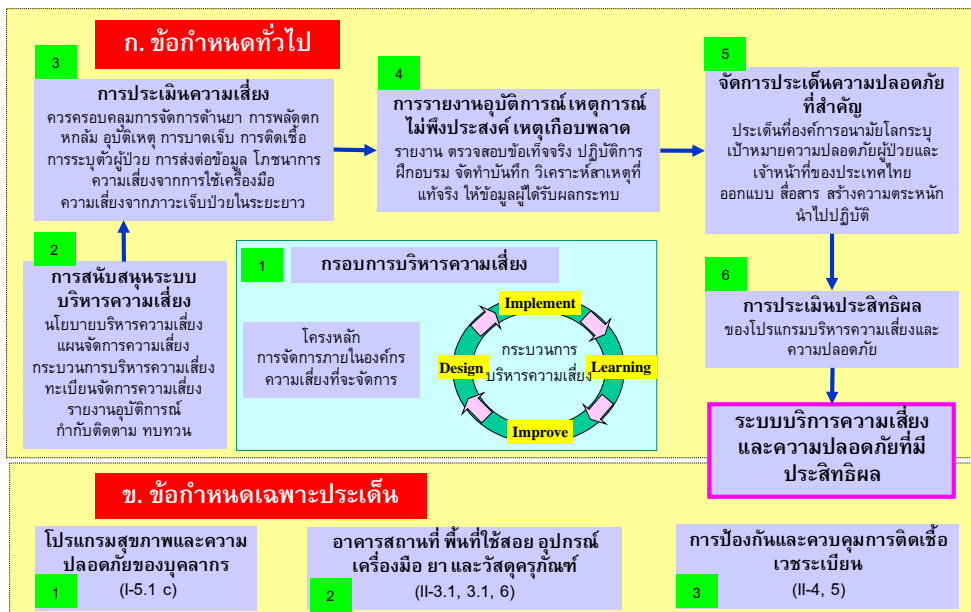 ก. ข้อกำหนดทั่วไป
3
การประเมินความเสี่ยง
ควรครอบคลุมการจัดการด้านยา การพลัดตก
หกล้ม อุบัติเหตุ การบาดเจ็บ การติดเชื้อ
การระบุตัวผู้ป่วย การส่งต่อข้อมูล โภชนาการ
ความเสี่ยงจากการใช้เครื่องมือ
ความเสี่ยงจากภาวะเจ็บป่วยในระยะยาว
4
การรายงานอุบัติการณ์ เหตุการณ์
ไม่พึงประสงค์ เหตุเกือบพลาด
รายงาน ตรวจสอบข้อเท็จจริง ปฏิบัติการ
ฝึกอบรม จัดทำบันทึก วิเคราะห์สาเหตุที่
แท้จริง ให้ข้อมูลผู้ได้รับผลกระทบ
5
จัดการประเด็นความปลอดภัย
ที่สำคัญ
ประเด็นที่องค์การอนามัยโลกระบุ
เป้าหมายความปลอดภัยผู้ป่วยและ
เจ้าหน้าที่ของประเทศไทย
ออกแบบ สื่อสาร สร้างความตระหนัก
นำไปปฏิบัติ
2
การสนับสนุนระบบ
บริหารความเสี่ยง
นโยบายบริหารความเสี่ยง
แผนจัดการความเสี่ยง
กระบวนการบริหารความเสี่ยง
ทะเบียนจัดการความเสี่ยง
รายงานอุบัติการณ์
กำกับติดตาม ทบทวน
1
กรอบการบริหารความเสี่ยง
โครงหลัก
การจัดการภายในองค์กร
ความเสี่ยงที่จะจัดการ
Implement
กระบวนการ
บริหารความเสี่ยง
Design
Learning
Improve
6
การประเมินประสิทธิผล
ของโปรแกรมบริหารความเสี่ยงและ
ความปลอดภัย
ระบบบริการความเสี่ยง
และความปลอดภัยที่มี
ประสิทธิผล
ข. ข้อกำหนดเฉพาะประเด็น
โปรแกรมสุขภาพและความ
ปลอดภัยของบุคลากร
(I-5.1 c)
1
อาคารสถานที่ พื้นที่ใช้สอย อุปกรณ์
เครื่องมือ ยา และวัสดุครุภัณฑ์
(II-3.1, 3.1, 6)
2
การป้องกันและควบคุมการติดเชื้อ
เวชระเบียน
(II-4, 5)
3